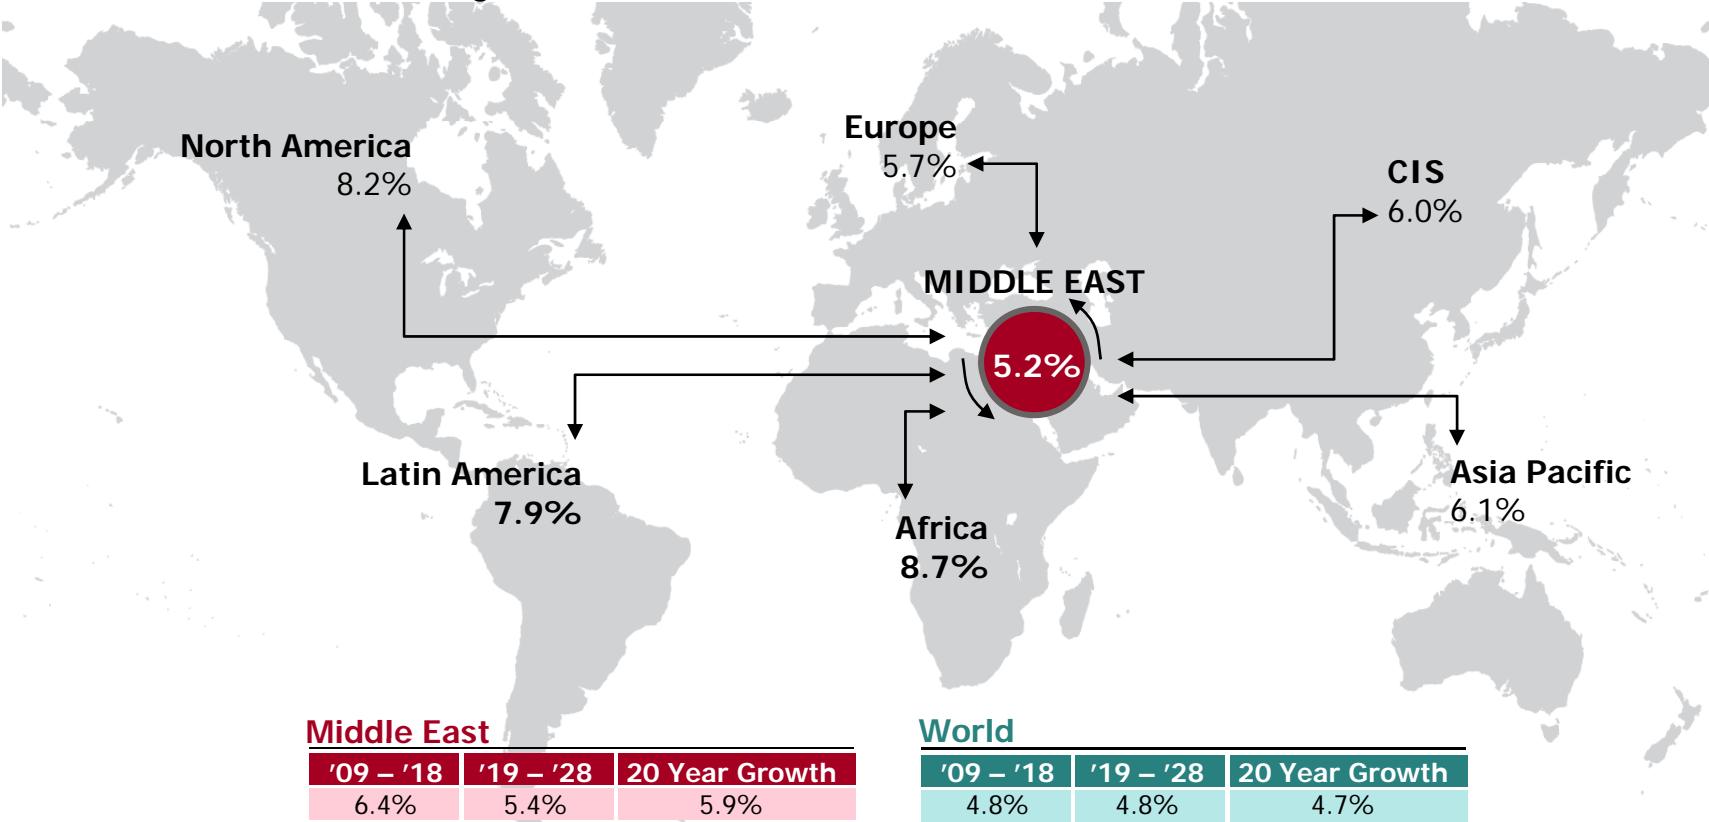 North America
8.2%
Europe
5.7%
CIS
6.0%
MIDDLE EAST
5.2%
Latin America
7.9%
Africa
8.7%
Asia Pacific
6.1%
Middle East
'09 – '18 '19 – '28 20 Year Growth
6.4% 5.4% 5.9%
World
'09 – '18 '19 – '28 20 Year Growth
4.8% 4.8% 4.7%